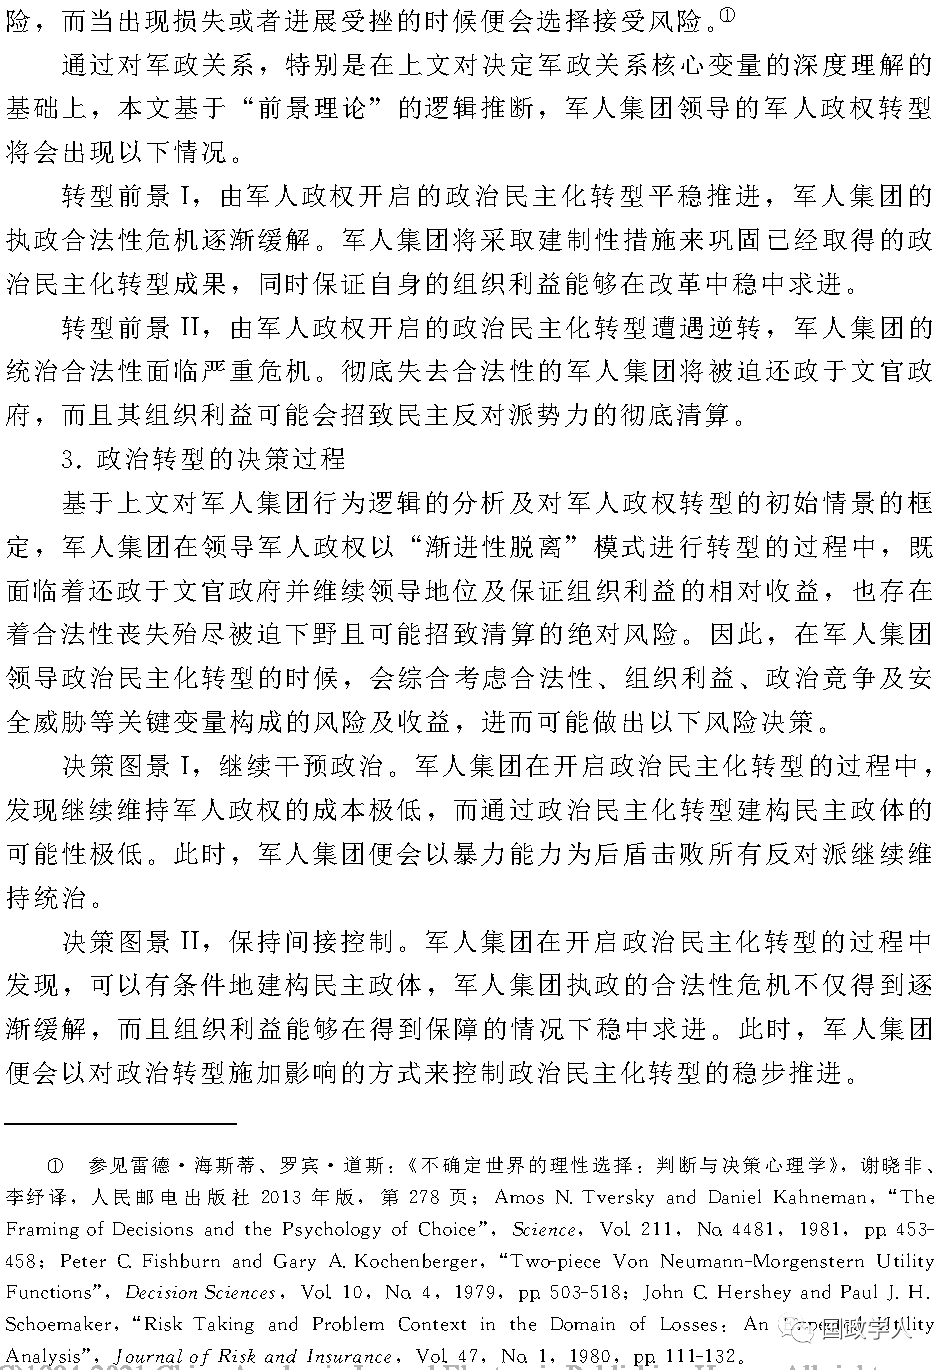 险，而当出现损失或者进展受挫的时候便会选择接受风险。①
通过对军政关系，特别是在上文对决定军政关系核心变量的深度理解的
基础上，本文基于“前景理论”的逻辑推断，军人集团领导的军人政权转型
将会出现以下情况。
转型前景 I，由军人政权开启的政治民主化转型平稳推进，军人集团的
执政合法性危机逐渐缓解。军人集团将采取建制性措施来巩固已经取得的政
治民主化转型成果，同时保证自身的组织利益能够在改革中稳中求进。
转型前景 II，由军人政权开启的政治民主化转型遭遇逆转，军人集团的
统治合法性面临严重危机。彻底失去合法性的军人集团将被迫还政于文官政
府，而且其组织利益可能会招致民主反对派势力的彻底清算。
3. 政治转型的决策过程
基于上文对军人集团行为逻辑的分析及对军人政权转型的初始情景的框
定，军人集团在领导军人政权以“渐进性脱离”模式进行转型的过程中，既
面临着还政于文官政府并维续领导地位及保证组织利益的相对收益，也存在
着合法性丧失殆尽被迫下野且可能招致清算的绝对风险。因此，在军人集团
领导政治民主化转型的时候，会综合考虑合法性、组织利益、政治竞争及安
全威胁等关键变量构成的风险及收益，进而可能做出以下风险决策。
决策图景 I，继续干预政治。军人集团在开启政治民主化转型的过程中，
发现继续维持军人政权的成本极低，而通过政治民主化转型建构民主政体的
可能性极低。此时，军人集团便会以暴力能力为后盾击败所有反对派继续维
持统治。
决策图景 II，保持间接控制。军人集团在开启政治民主化转型的过程中
发现，可以有条件地建构民主政体，军人集团执政的合法性危机不仅得到逐
渐缓解，而且组织利益能够在得到保障的情况下稳中求进。此时，军人集团
便会以对政治转型施加影响的方式来控制政治民主化转型的稳步推进。
① 参见雷德·海斯蒂、罗宾·道斯：《不确定世界的理性选择：判断与决策心理学》，谢晓非、
李纾译，人民邮电出版社 2013 年版，第 278 页；Amos N. Tversky and Daniel Kahneman, “The
Framing of Decisions and the Psychology of Choice”, Science, Vol. 211, No. 4481, 1981, pp. 453-
458; Peter C. Fishburn and Gary A. Kochenberger, “Two-piece Von Neumann-Morgenstern Utility
Functions”, Decision Sciences, Vol. 10, No. 4, 1979, pp. 503-518; John C. Hershey and Paul J. H.
Schoemaker, “Risk Taking and Problem Context in the Domain of Losses: An Expected Utility
Analysis”, Journal of Risk and Insurance, Vol. 47, No. 1, 1980, pp. 111-132。
国政学人